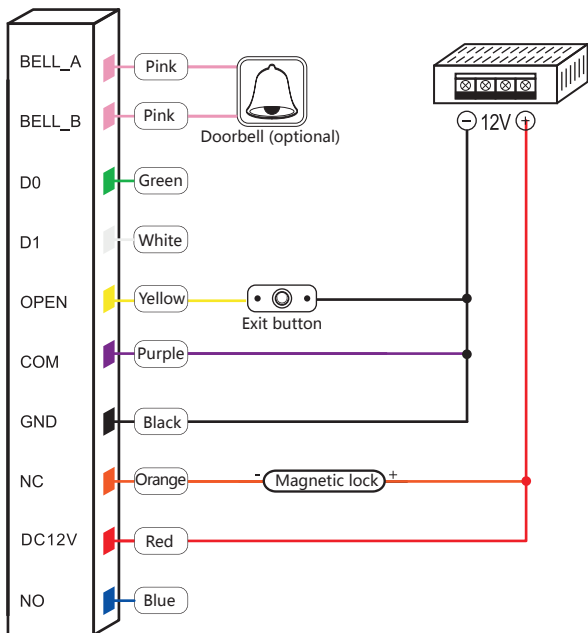 BELL_A Pink
BELL_B Pink
Doorbell (optional)
- 12V +
D0 Green
D1 White
OPEN Yellow
Exit button
COM Purple
GND Black
NC Orange - Magnetic lock +
DC12V Red
NO Blue